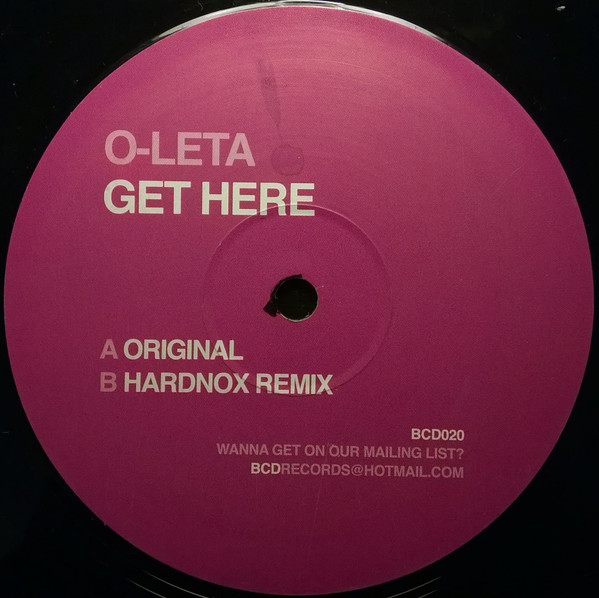 O-LETA
GET HERE
A ORIGINAL
B HARDNOX REMIX
BCD020
WANNA GET ON OUR MAILING LIST?
BCDRECORDS@HOTMAIL.COM